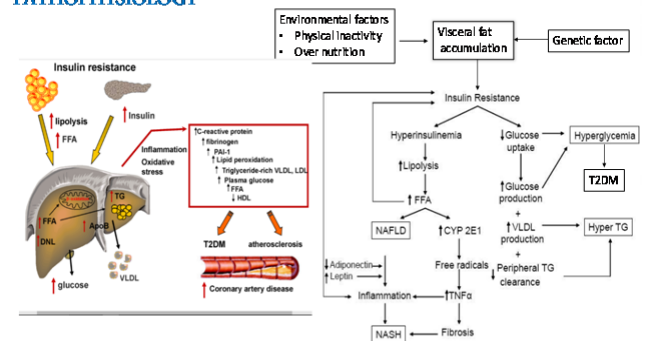 PATHOPHYSIOLOGY
Environmental factors
• Physical inactivity
• Over nutrition
Visceral fat
accumulation
Genetic factor
Insulin resistance
↑ lipolysis
↑ FFA
↑ Insulin
Inflammation
Oxidative
stress
↑C-reactive protein
↑fibrinogen
↑ PAI-1
↑Lipid peroxidation
↑ Triglyceride-rich VLDL, LDL
↑ Plasma glucose
↑FFA
↓ HDL
↑TG
↑FFA
↑ ApoB
↑DNL
VLDL
↑ glucose
T2DM
atherosclerosis
↑ Coronary artery disease
Insulin Resistance
Hyperinsulinemia
↓Glucose
uptake
Hyperglycemia
T2DM
↑Lipolysis
↑Glucose
production
↑ FFA
+
NAFLD
↑CYP 2E1
↑VLDL
production
Hyper TG
+
↓Adiponectin
↑Leptin
Free radicals
↓ Peripheral TG
clearance
Inflammation
↑TNFα
NASH
Fibrosis